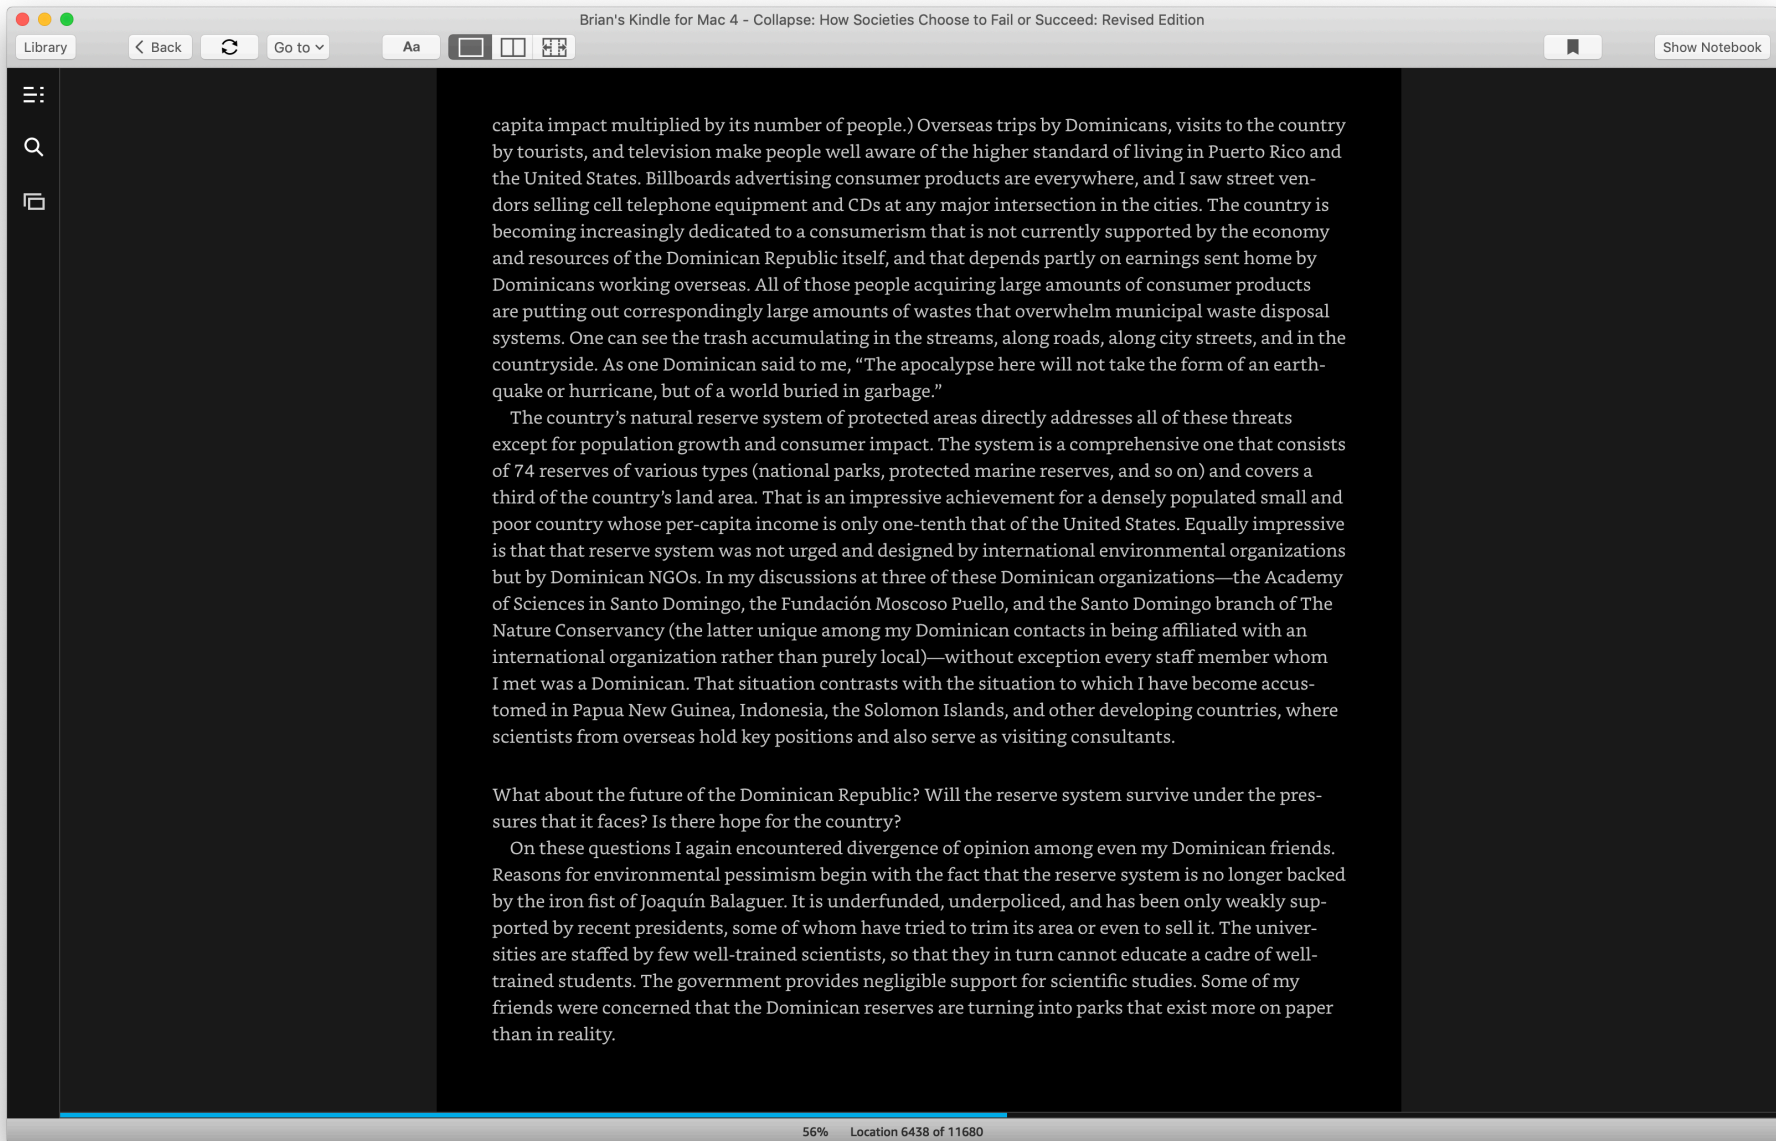 Brian's Kindle for Mac 4 - Collapse: How Societies Choose to Fail or Succeed: Revised Edition
Library
Back
Go to
Aa
Show Notebook
capita impact multiplied by its number of people.) Overseas trips by Dominicans, visits to the country
by tourists, and television make people well aware of the higher standard of living in Puerto Rico and
the United States. Billboards advertising consumer products are everywhere, and I saw street ven-
dors selling cell telephone equipment and CDs at any major intersection in the cities. The country is
becoming increasingly dedicated to a consumerism that is not currently supported by the economy
and resources of the Dominican Republic itself, and that depends partly on earnings sent home by
Dominicans working overseas. All of those people acquiring large amounts of consumer products
are putting out correspondingly large amounts of wastes that overwhelm municipal waste disposal
systems. One can see the trash accumulating in the streams, along roads, along city streets, and in the
countryside. As one Dominican said to me, “The apocalypse here will not take the form of an earth-
quake or hurricane, but of a world buried in garbage.”
The country’s natural reserve system of protected areas directly addresses all of these threats
except for population growth and consumer impact. The system is a comprehensive one that consists
of 74 reserves of various types (national parks, protected marine reserves, and so on) and covers a
third of the country’s land area. That is an impressive achievement for a densely populated small and
poor country whose per-capita income is only one-tenth that of the United States. Equally impressive
is that that reserve system was not urged and designed by international environmental organizations
but by Dominican NGOs. In my discussions at three of these Dominican organizations—the Academy
of Sciences in Santo Domingo, the Fundación Moscoso Puello, and the Santo Domingo branch of The
Nature Conservancy (the latter unique among my Dominican contacts in being affiliated with an
international organization rather than purely local)—without exception every staff member whom
I met was a Dominican. That situation contrasts with the situation to which I have become accus-
tomed in Papua New Guinea, Indonesia, the Solomon Islands, and other developing countries, where
scientists from overseas hold key positions and also serve as visiting consultants.
What about the future of the Dominican Republic? Will the reserve system survive under the pres-
sures that it faces? Is there hope for the country?
On these questions I again encountered divergence of opinion among even my Dominican friends.
Reasons for environmental pessimism begin with the fact that the reserve system is no longer backed
by the iron fist of Joaquín Balaguer. It is underfunded, underpoliced, and has been only weakly sup-
ported by recent presidents, some of whom have tried to trim its area or even to sell it. The univer-
sities are staffed by few well-trained scientists, so that they in turn cannot educate a cadre of well-
trained students. The government provides negligible support for scientific studies. Some of my
friends were concerned that the Dominican reserves are turning into parks that exist more on paper
than in reality.
56% Location 6438 of 11680